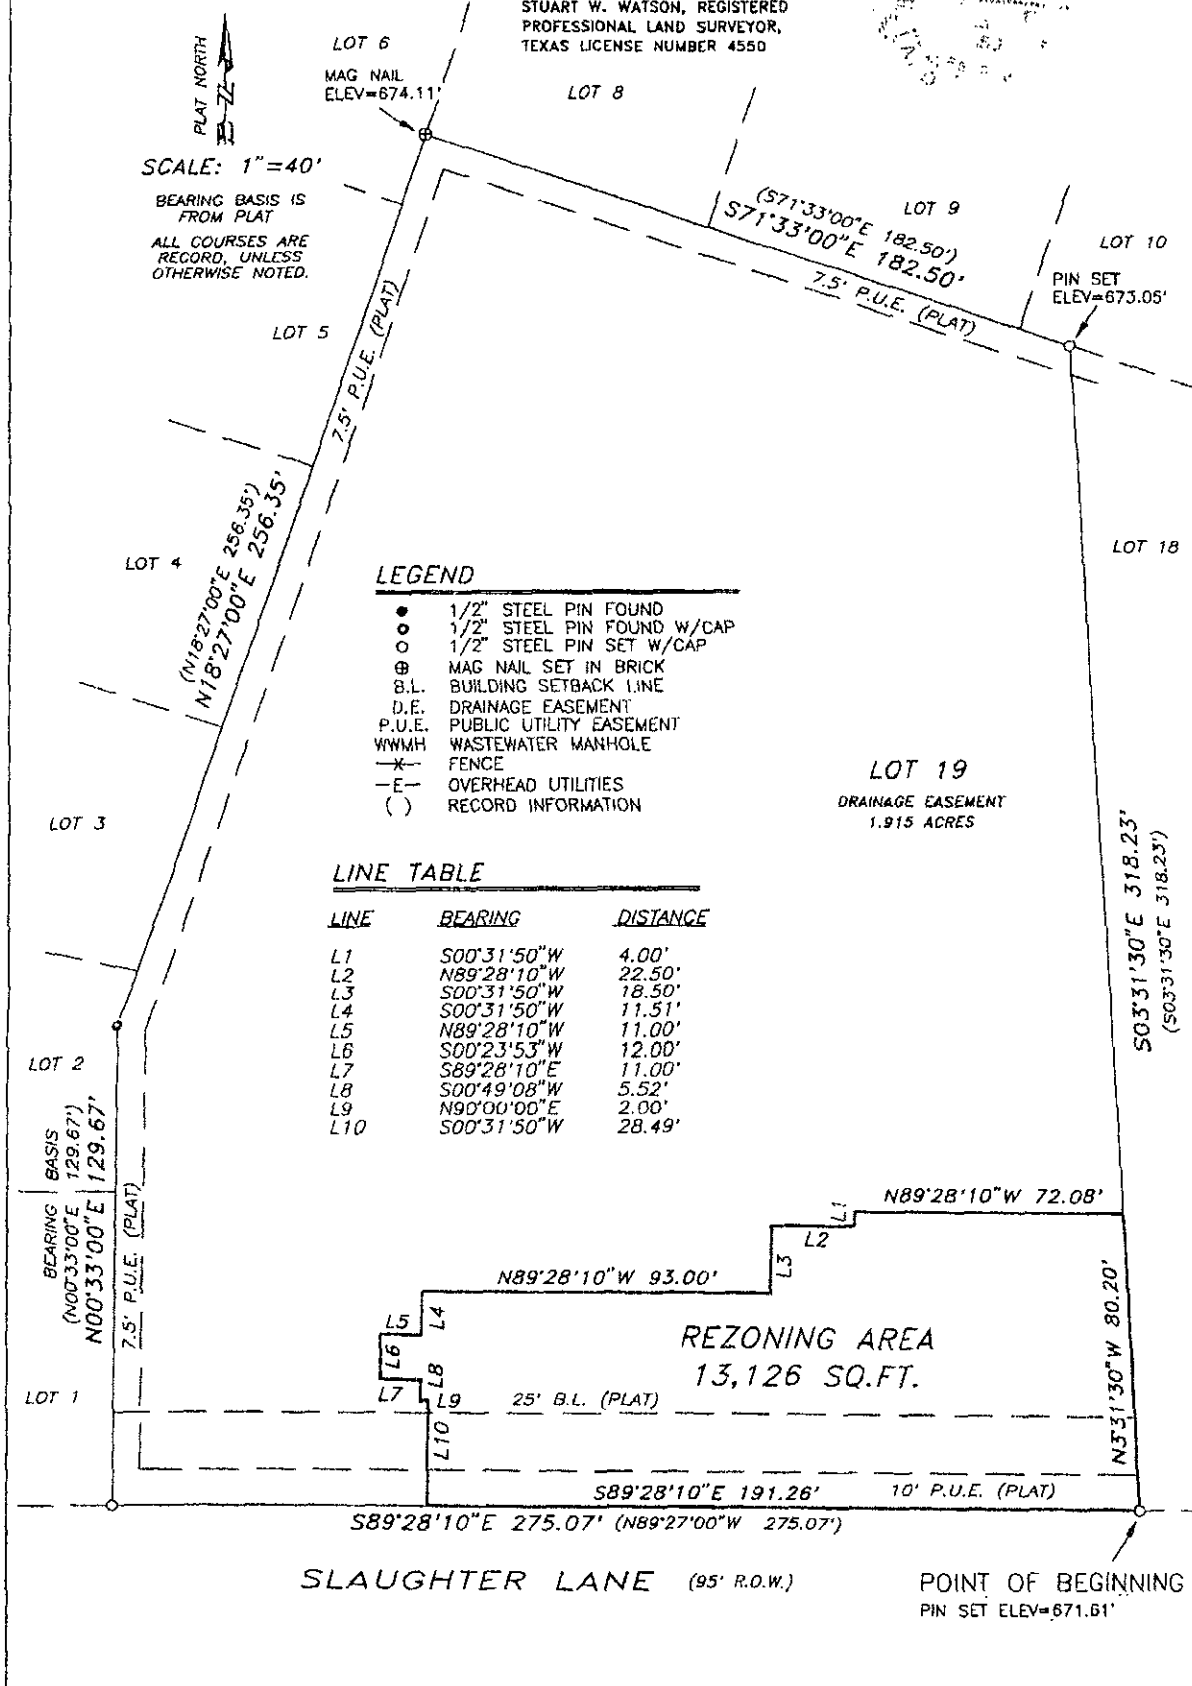 STUART W. WATSON, REGISTERED
PROFESSIONAL LAND SURVEYOR,
TEXAS LICENSE NUMBER 4550
PLAT NORTH
LOT 6
MAG NAIL
ELEV=674.11'
LOT 8
SCALE: 1"=40'
BEARING BASIS IS
FROM PLAT
ALL COURSES ARE
RECORD, UNLESS
OTHERWISE NOTED.
(S71°33'00"E 182.50')
S71°33'00"E 182.50'
7.5' P.U.E. (PLAT)
LOT 9
LOT 10
PIN SET
ELEV=673.05'
LOT 5
7.5' P.U.E. (PLAT)
(N18°27'00"E 256.35')
N18°27'00"E 256.35'
LOT 4
LOT 18
LEGEND
1/2" STEEL PIN FOUND
1/2" STEEL PIN FOUND W/CAP
1/2" STEEL PIN SET W/CAP
MAG NAIL SET IN BRICK
B.L. BUILDING SETBACK LINE
D.E. DRAINAGE EASEMENT
P.U.E. PUBLIC UTILITY EASEMENT
WWMH WASTEWATER MANHOLE
—X— FENCE
—E— OVERHEAD UTILITIES
( ) RECORD INFORMATION
LOT 19
DRAINAGE EASEMENT
1.915 ACRES
LOT 3
S03°31'30"E 318.23'
(S03°31'30"E 318.23')
LINE TABLE
LINE BEARING DISTANCE
L1 S00°31'50"W 4.00'
L2 N89°28'10"W 22.50'
L3 S00°31'50"W 18.50'
L4 S00°31'50"W 11.51'
L5 N89°28'10"W 11.00'
L6 S00°23'53"W 12.00'
L7 S89°28'10"E 11.00'
L8 S00°49'08"W 5.52'
L9 N90°00'00"E 2.00'
L10 S00°31'50"W 28.49'
LOT 2
BEARING BASIS
(N00°33'00"E 129.67')
N00°33'00"E 129.67'
7.5' P.U.E. (PLAT)
N89°28'10"W 72.08'
L1
L2
L3
N89°28'10"W 93.00'
L4
L5
L6
L7
L8
L9
L10
REZONING AREA
13,126 SQ.FT.
N3°31'30"W 80.20'
LOT 1
25' B.L. (PLAT)
S89°28'10"E 191.26'
10' P.U.E. (PLAT)
S89°28'10"E 275.07' (N89°27'00"W 275.07')
SLAUGHTER LANE (95' R.O.W.)
POINT OF BEGINNING
PIN SET ELEV=671.61'